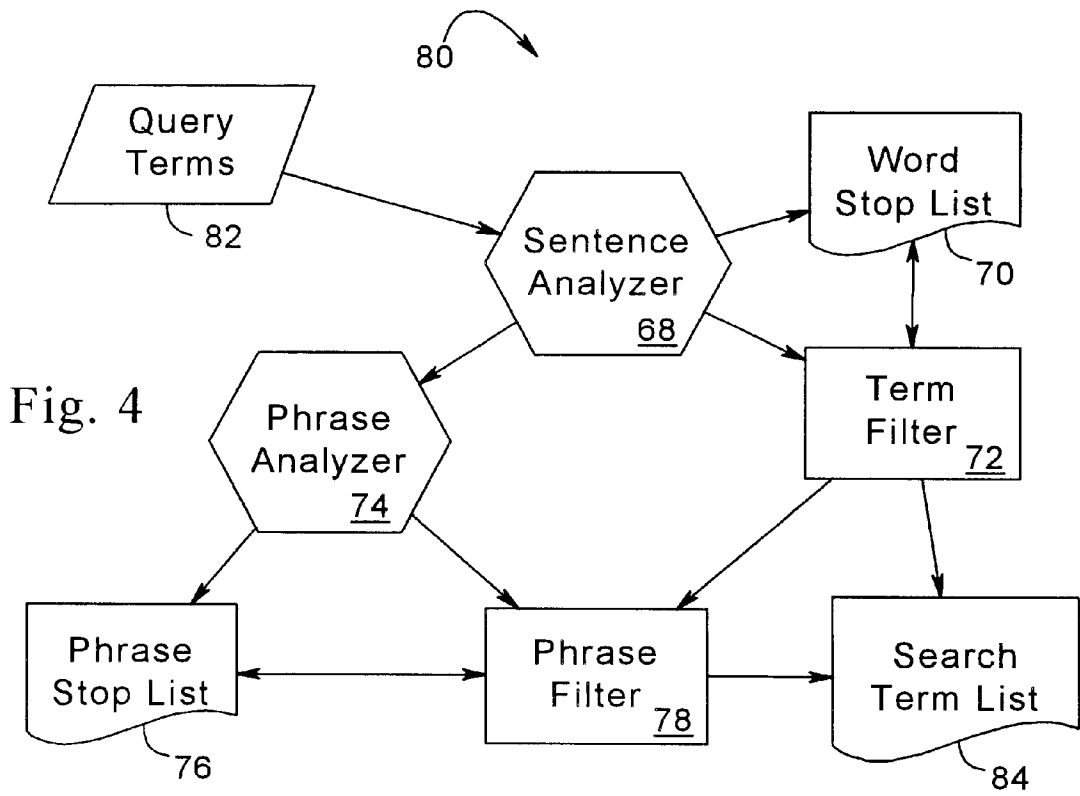 80
Query
Terms
82
Sentence
Analyzer
68
Word
Stop List
70
Fig. 4
Phrase
Analyzer
74
Term
Filter
72
Phrase
Stop List
76
Phrase
Filter
78
Search
Term List
84